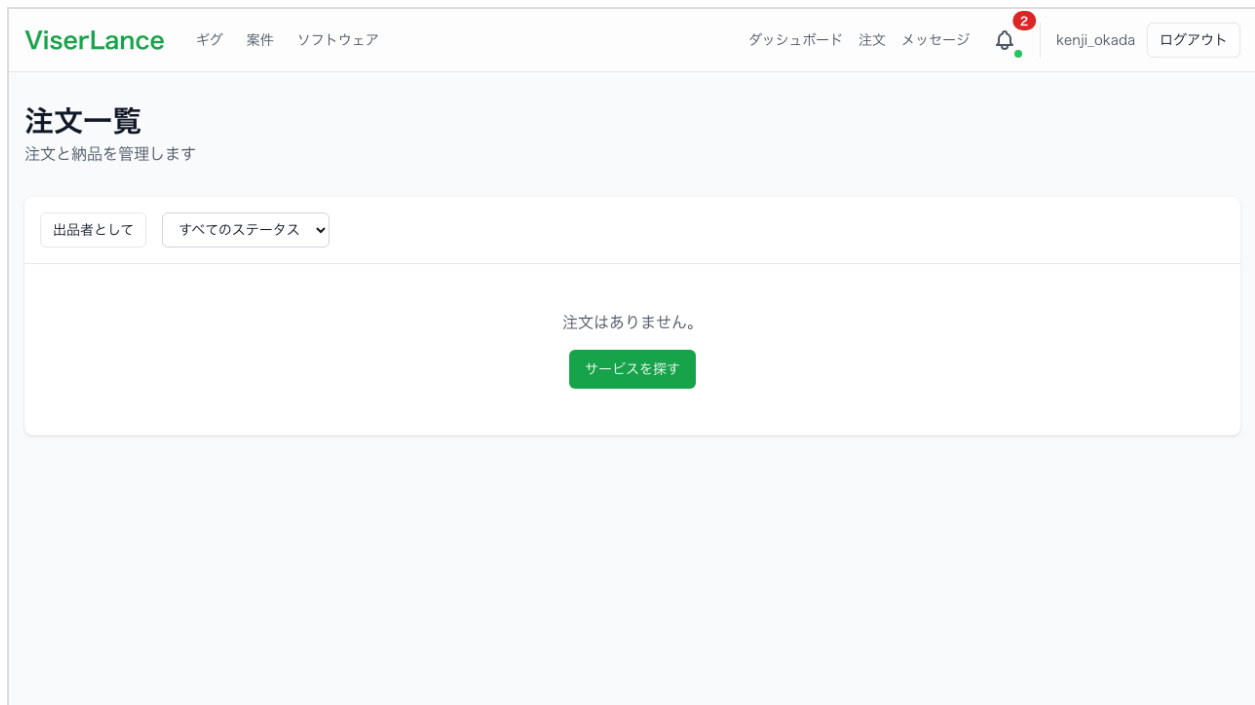 ViserLance ギグ 案件 ソフトウェア ダッシュボード 注文 メッセージ 2 kenji_okada ログアウト
注文一覧
注文と納品を管理します
出品者として すべてのステータス
注文はありません。
サービスを探す